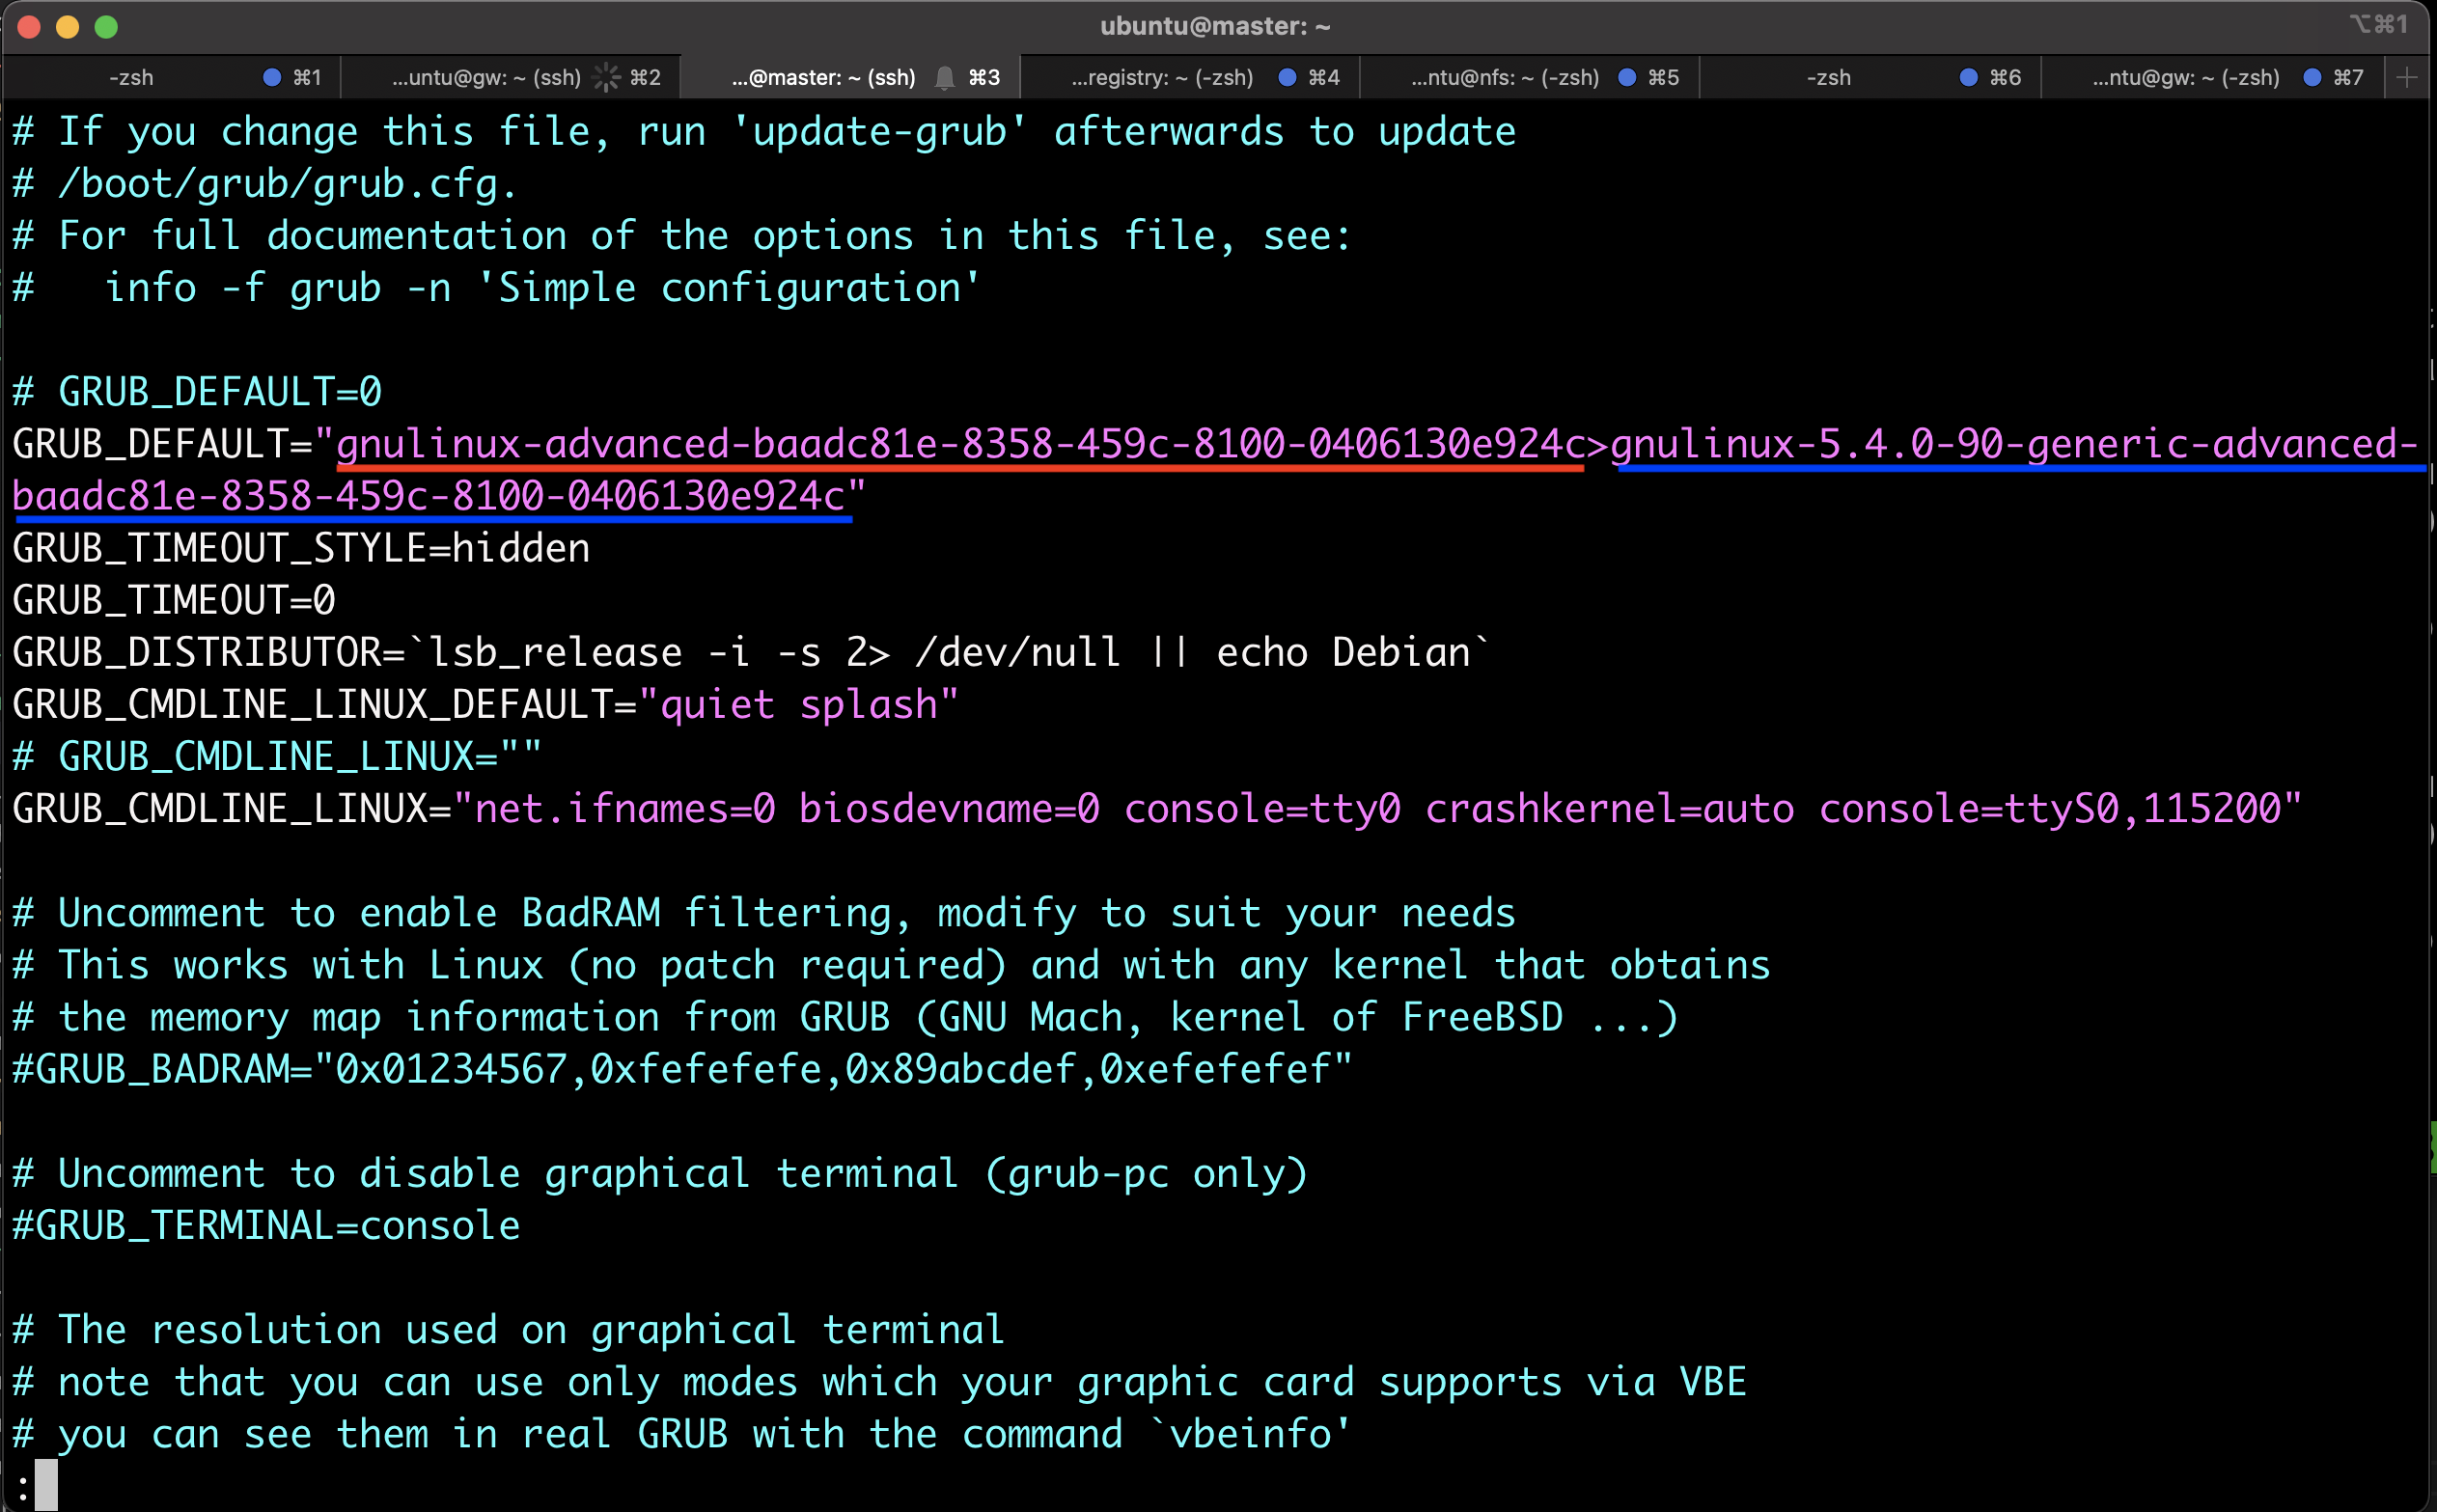 ubuntu@master: ~
⌥⌘1
-zsh ⌘1 ...untu@gw: ~ (ssh) ⌘2 ...@master: ~ (ssh) ⌘3 ...registry: ~ (-zsh) ⌘4 ...ntu@nfs: ~ (-zsh) ⌘5 -zsh ⌘6 ...ntu@gw: ~ (-zsh) ⌘7 +
# If you change this file, run 'update-grub' afterwards to update
# /boot/grub/grub.cfg.
# For full documentation of the options in this file, see:
#   info -f grub -n 'Simple configuration'

# GRUB_DEFAULT=0
GRUB_DEFAULT="gnulinux-advanced-baadc81e-8358-459c-8100-0406130e924c>gnulinux-5.4.0-90-generic-advanced-
baadc81e-8358-459c-8100-0406130e924c"
GRUB_TIMEOUT_STYLE=hidden
GRUB_TIMEOUT=0
GRUB_DISTRIBUTOR=`lsb_release -i -s 2> /dev/null || echo Debian`
GRUB_CMDLINE_LINUX_DEFAULT="quiet splash"
# GRUB_CMDLINE_LINUX=""
GRUB_CMDLINE_LINUX="net.ifnames=0 biosdevname=0 console=tty0 crashkernel=auto console=ttyS0,115200"

# Uncomment to enable BadRAM filtering, modify to suit your needs
# This works with Linux (no patch required) and with any kernel that obtains
# the memory map information from GRUB (GNU Mach, kernel of FreeBSD ...)
#GRUB_BADRAM="0x01234567,0xfefefefe,0x89abcdef,0xefefefef"

# Uncomment to disable graphical terminal (grub-pc only)
#GRUB_TERMINAL=console

# The resolution used on graphical terminal
# note that you can use only modes which your graphic card supports via VBE
# you can see them in real GRUB with the command `vbeinfo'
: